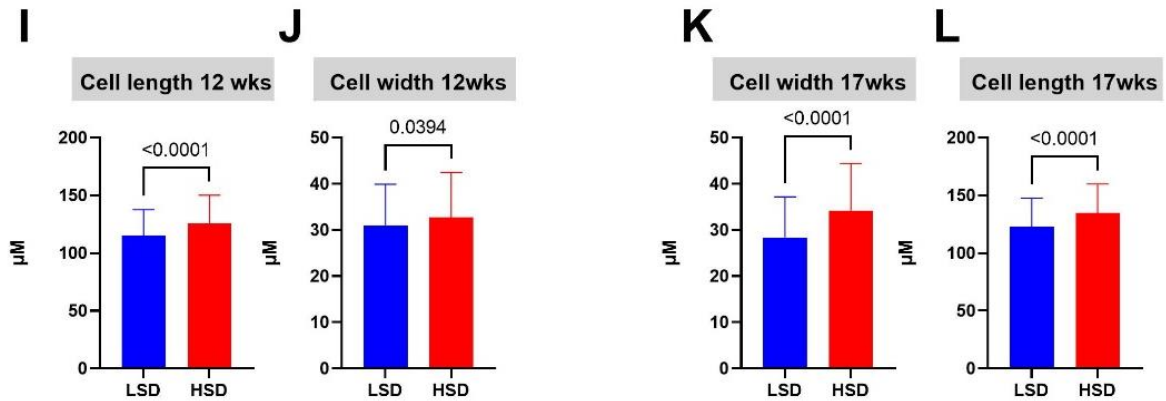 I
J
K
L
Cell length 12 wks
Cell width 12wks
Cell width 17wks
Cell length 17wks
<0.0001
0.0394
<0.0001
<0.0001
200
150
100
50
0
µM
LSD
HSD
50
40
30
20
10
0
µM
LSD
HSD
50
40
30
20
10
0
µM
LSD
HSD
200
150
100
50
0
µM
LSD
HSD